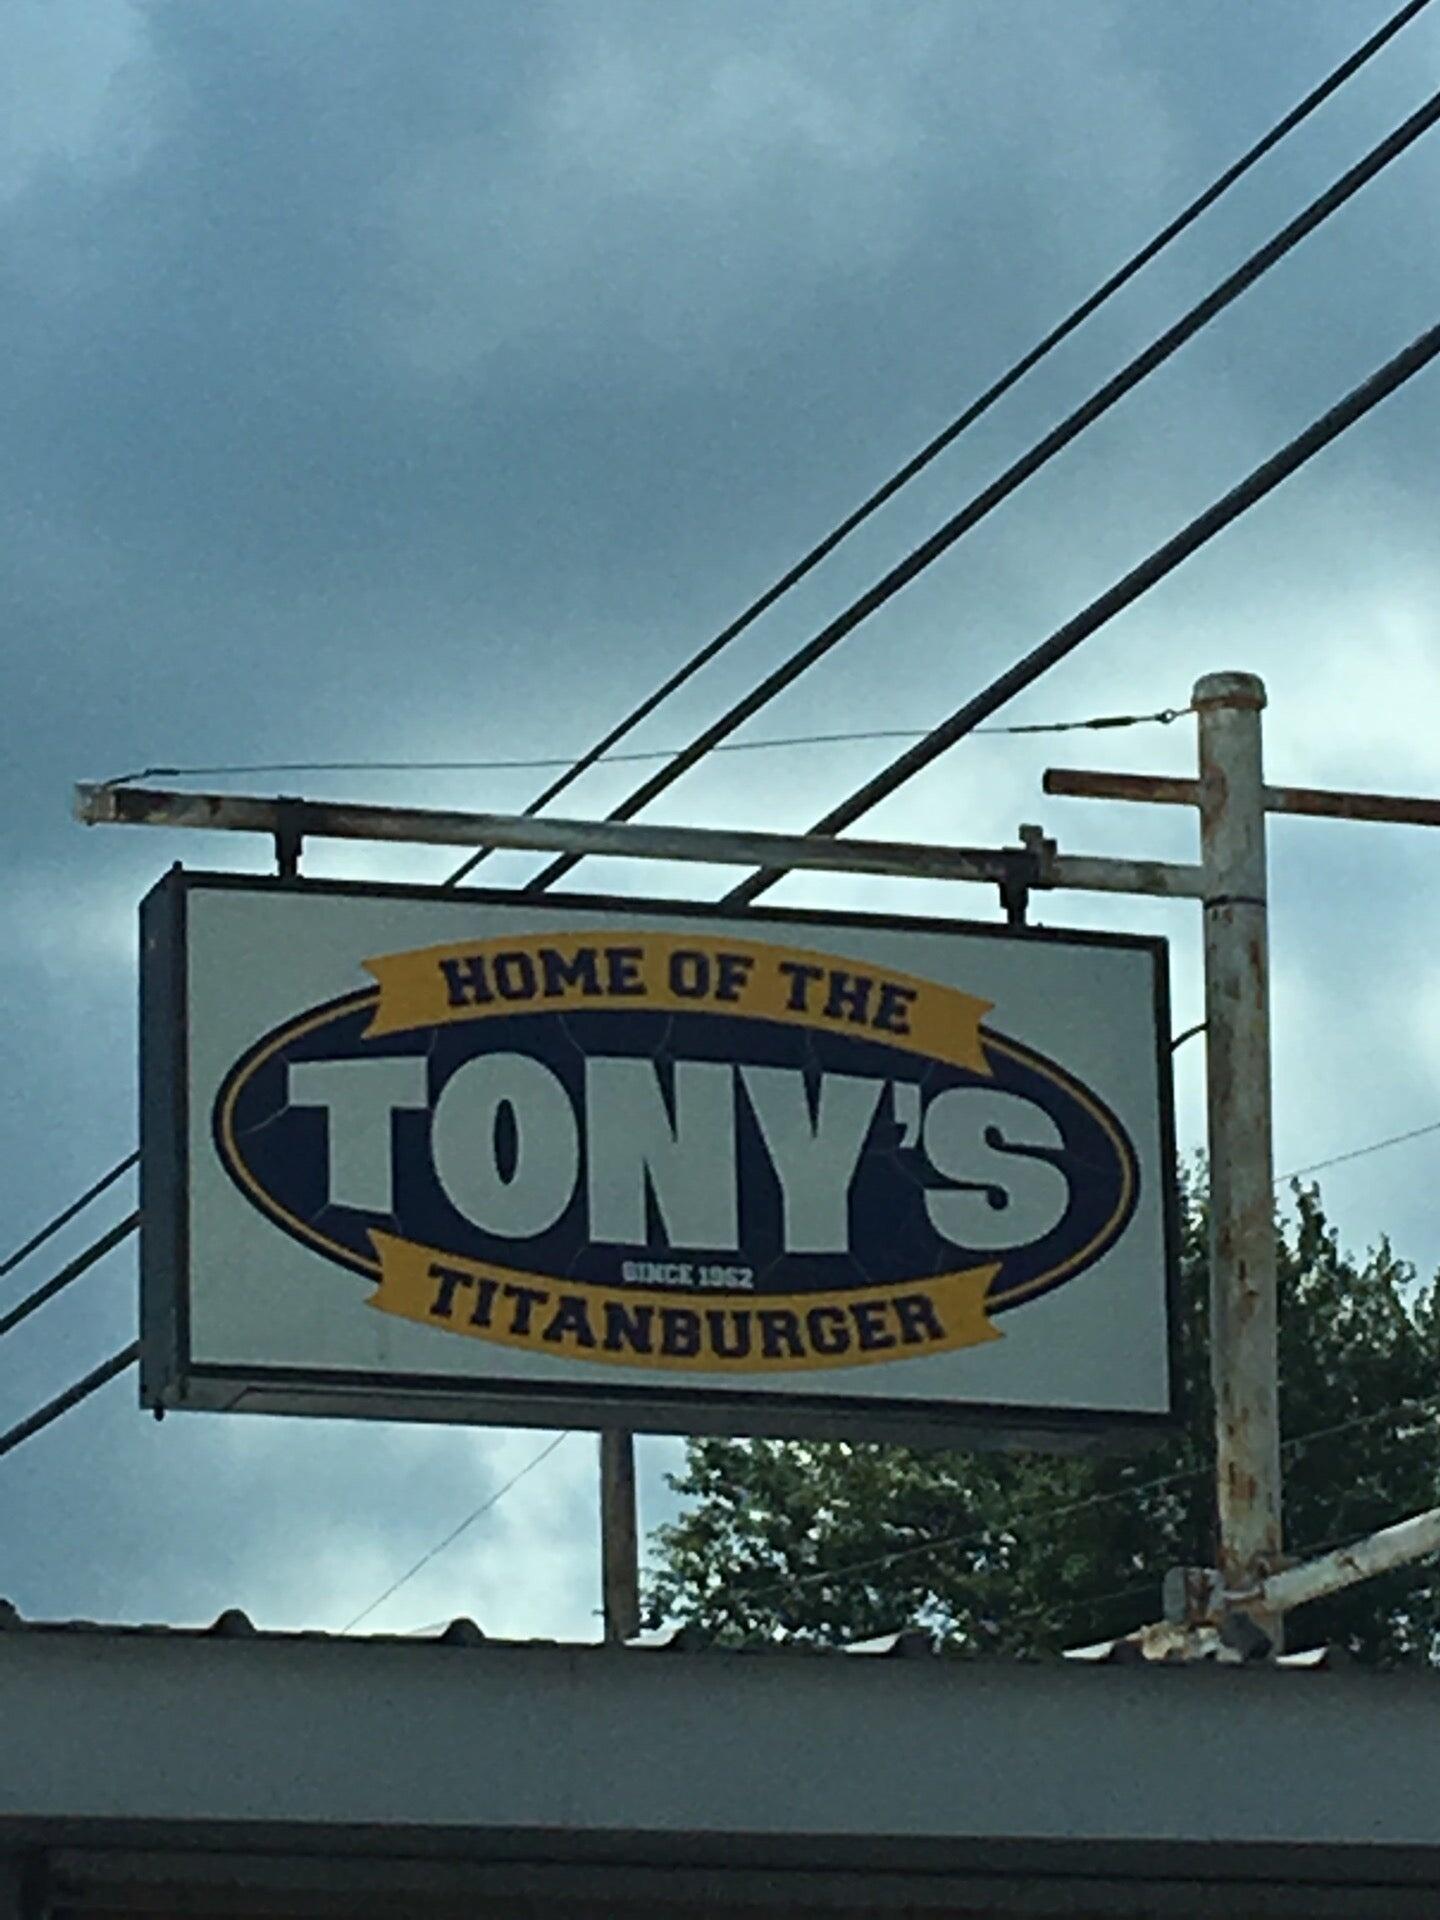 HOME OF THE
TONY'S
SINCE 1962
TITANBURGER